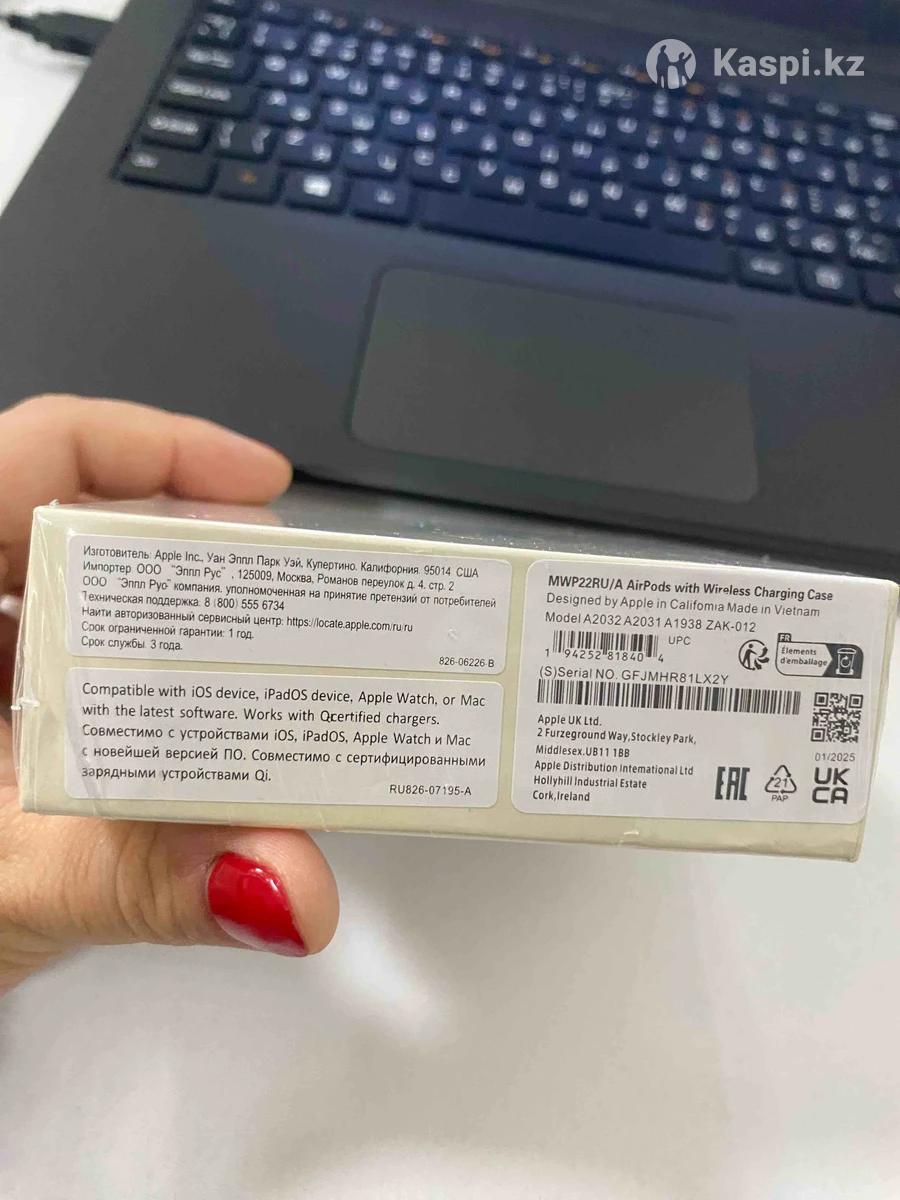 Kaspi.kz
Изготовитель: Apple Inc., Уан Эппл Парк Уэй, Купертино. Калифорния. 95014 США
Импортер ООО “Эппл Рус” , 125009, Москва, Романов переулок д. 4. стр. 2
ООО “Эппл Рус” компания. уполномоченная на принятие претензий от потребителей
Техническая поддержка: 8 (800) 555 6734
Найти авторизованный сервисный центр: https://locate.apple.com/ru/ru
Срок ограниченной гарантии: 1 год.
Срок службы. 3 года.
826-06226-B
Compatible with iOS device, iPadOS device, Apple Watch, or Mac
with the latest software. Works with Qcertified chargers.
Совместимо с устройствами iOS, iPadOS, Apple Watch и Mac
с новейшей версией ПО. Совместимо с сертифицированными
зарядными устройствами Qi.
RU826-07195-A
MWP22RU/A AirPods with Wireless Charging Case
Designed by Apple in California Made in Vietnam
Model A2032 A2031 A1938 ZAK-012
UPC
1 94252 81840 4
FR
Éléments
d'emballage
(S)Serial NO. GFJMHR81LX2Y
Apple UK Ltd.
2 Furzeground Way,Stockley Park,
Middlesex.UB11 1BB
Apple Distribution International Ltd
Hollyhill Industrial Estate
Cork,Ireland
EAC
21
PAP
01/2025
UK
CA